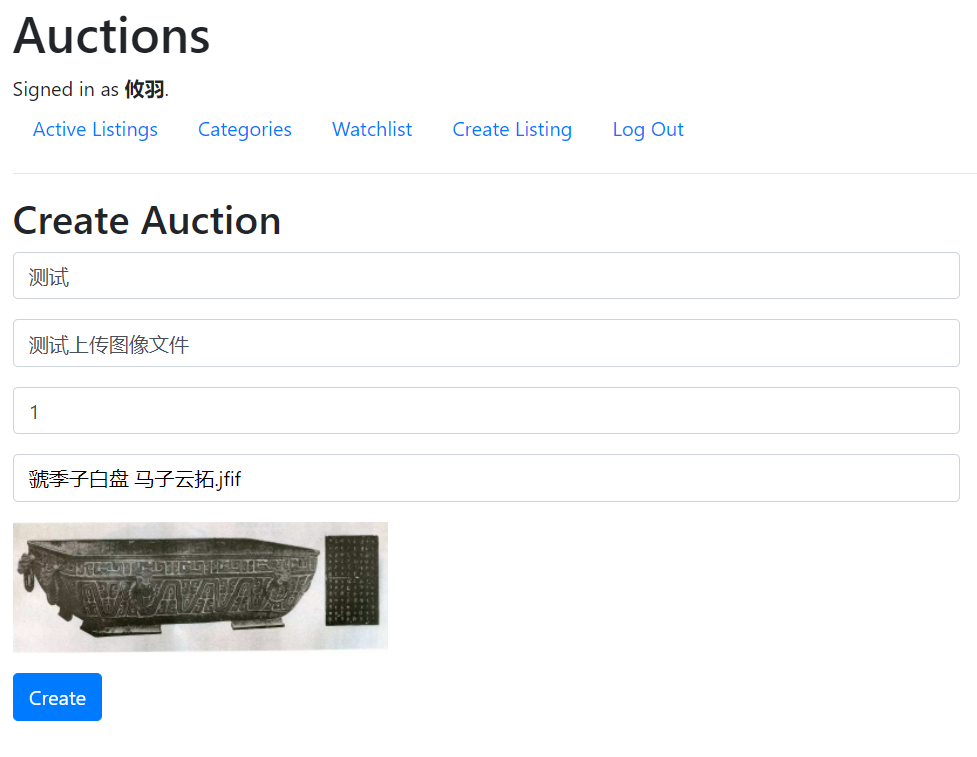 Auctions
Signed in as 攸羽.
Active Listings Categories Watchlist Create Listing Log Out
Create Auction
测试
测试上传图像文件
1
虢季子白盘 马子云拓.jfif
Create